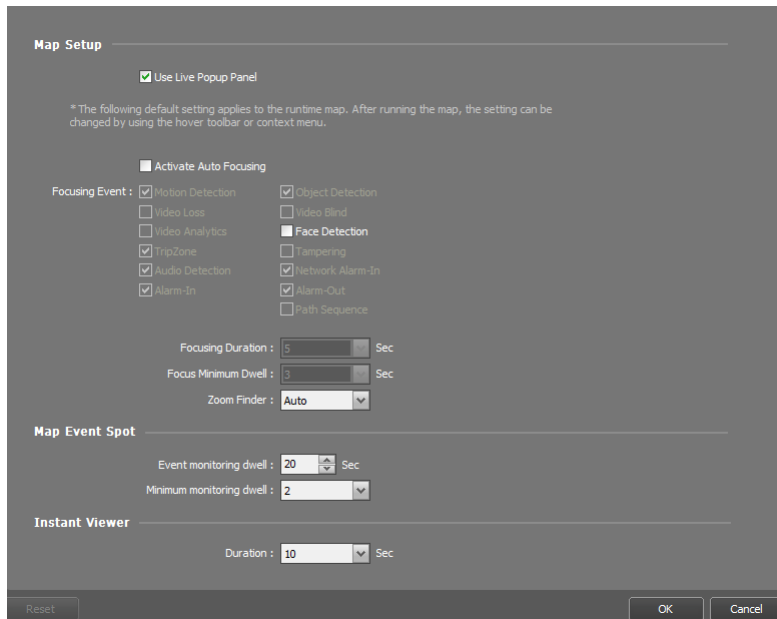 Map Setup
Use Live Popup Panel
* The following default setting applies to the runtime map. After running the map, the setting can be
changed by using the hover toolbar or context menu.
Activate Auto Focusing
Focusing Event : Motion Detection Object Detection
Video Loss Video Blind
Video Analytics Face Detection
TripZone Tampering
Audio Detection Network Alarm-In
Alarm-In Alarm-Out
Path Sequence
Focusing Duration : 5 Sec
Focus Minimum Dwell : 3 Sec
Zoom Finder : Auto
Map Event Spot
Event monitoring dwell : 20 Sec
Minimum monitoring dwell : 2
Instant Viewer
Duration : 10 Sec
Reset OK Cancel